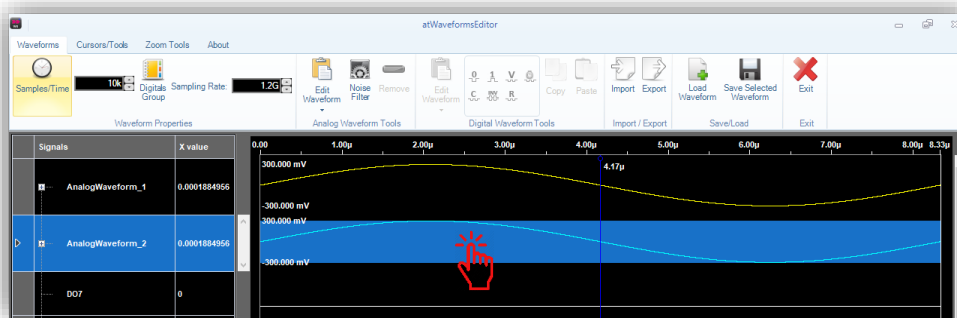 atWaveformsEditor
Waveforms Cursors/Tools Zoom Tools About
Samples/Time 10k Digitals Group Sampling Rate: 1.2G Edit Waveform Noise Filter Remove Edit Waveform 0 1 V C R Copy Paste Import Export Load Waveform Save Selected Waveform Exit
Waveform Properties Analog Waveform Tools Digital Waveform Tools Import / Export Save/Load Exit
Signals X value 0.00 1.00µ 2.00µ 3.00µ 4.00µ 5.00µ 6.00µ 7.00µ 8.00µ 8.33µ
300.000 mV 4.17µ
AnalogWaveform_1 0.0001884956
-300.000 mV
300.000 mV
AnalogWaveform_2 0.0001884956
-300.000 mV
DO7 0